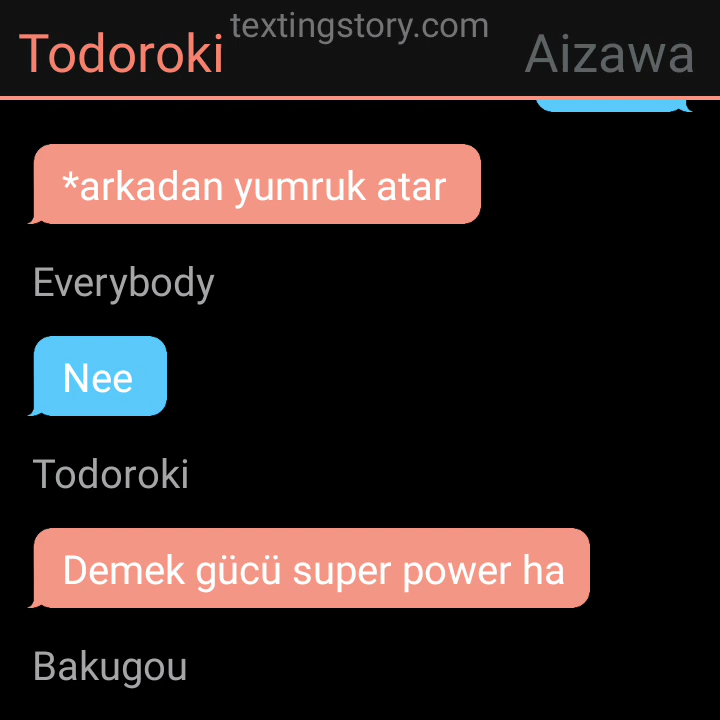 textingstory.com
Todoroki
Aizawa
*arkadan yumruk atar
Everybody
Nee
Todoroki
Demek gücü super power ha
Bakugou